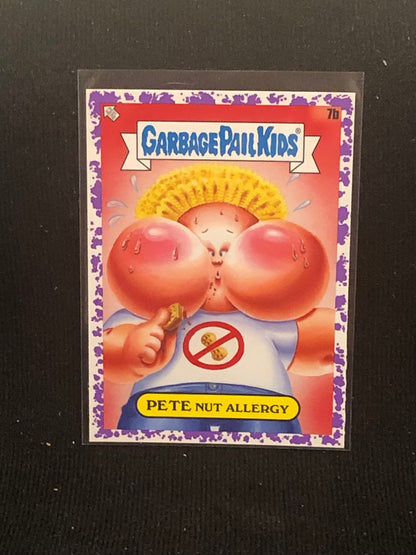 7b
GARBAGE PAIL KIDS®
PETE NUT ALLERGY